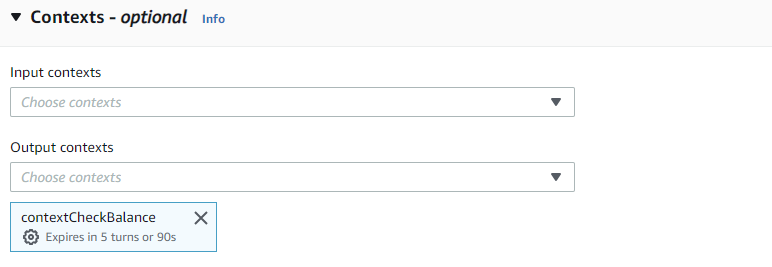 Contexts - optional Info
Input contexts
Choose contexts
Output contexts
Choose contexts
contextCheckBalance
Expires in 5 turns or 90s